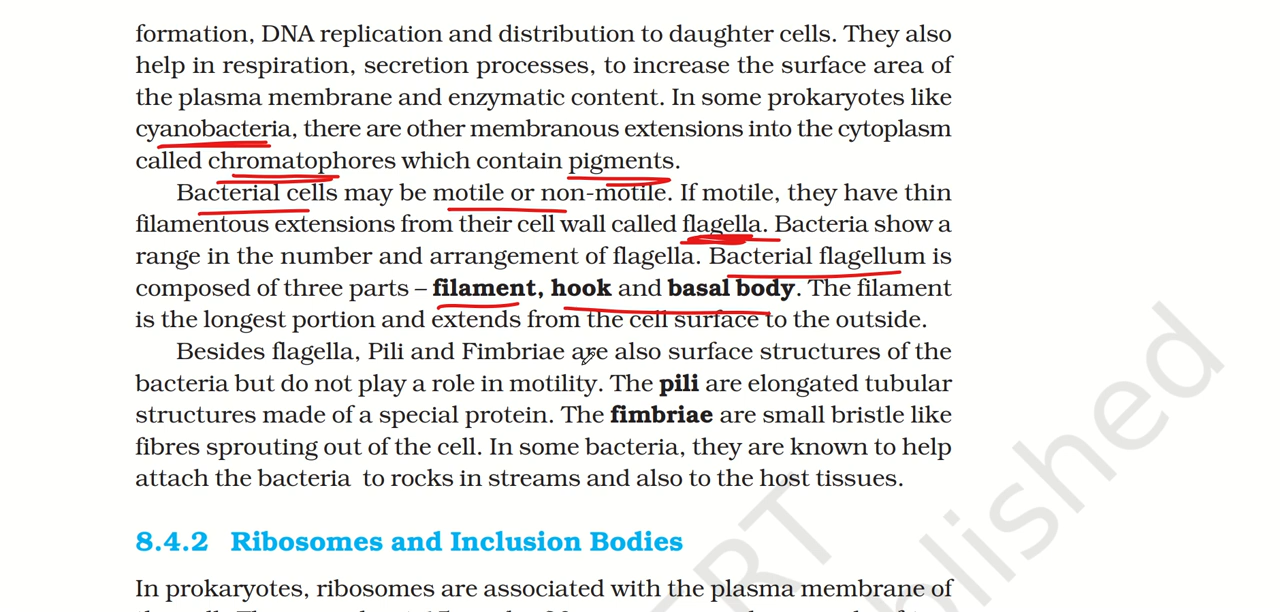 formation, DNA replication and distribution to daughter cells. They also
help in respiration, secretion processes, to increase the surface area of
the plasma membrane and enzymatic content. In some prokaryotes like
cyanobacteria, there are other membranous extensions into the cytoplasm
called chromatophores which contain pigments.
Bacterial cells may be motile or non-motile. If motile, they have thin
filamentous extensions from their cell wall called flagella. Bacteria show a
range in the number and arrangement of flagella. Bacterial flagellum is
composed of three parts – filament, hook and basal body. The filament
is the longest portion and extends from the cell surface to the outside.
Besides flagella, Pili and Fimbriae are also surface structures of the
bacteria but do not play a role in motility. The pili are elongated tubular
structures made of a special protein. The fimbriae are small bristle like
fibres sprouting out of the cell. In some bacteria, they are known to help
attach the bacteria to rocks in streams and also to the host tissues.
8.4.2 Ribosomes and Inclusion Bodies
In prokaryotes, ribosomes are associated with the plasma membrane of